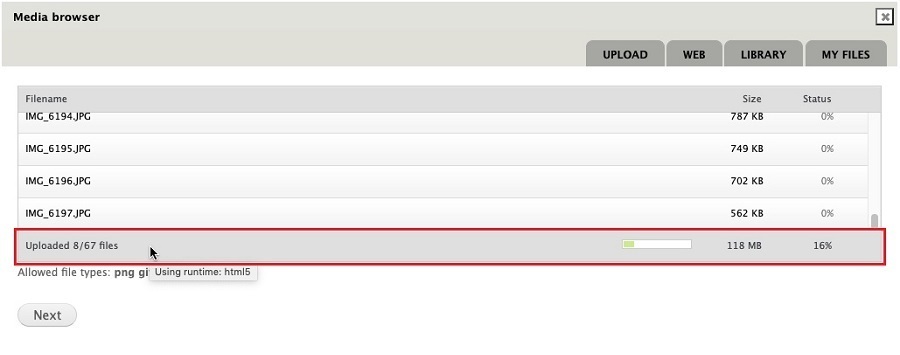 Media browser
UPLOAD WEB LIBRARY MY FILES
Filename Size Status
IMG_6194.JPG 787 KB 0%
IMG_6195.JPG 749 KB 0%
IMG_6196.JPG 702 KB 0%
IMG_6197.JPG 562 KB 0%
Uploaded 8/67 files 118 MB 16%
Allowed file types: png
Using runtime: html5
Next